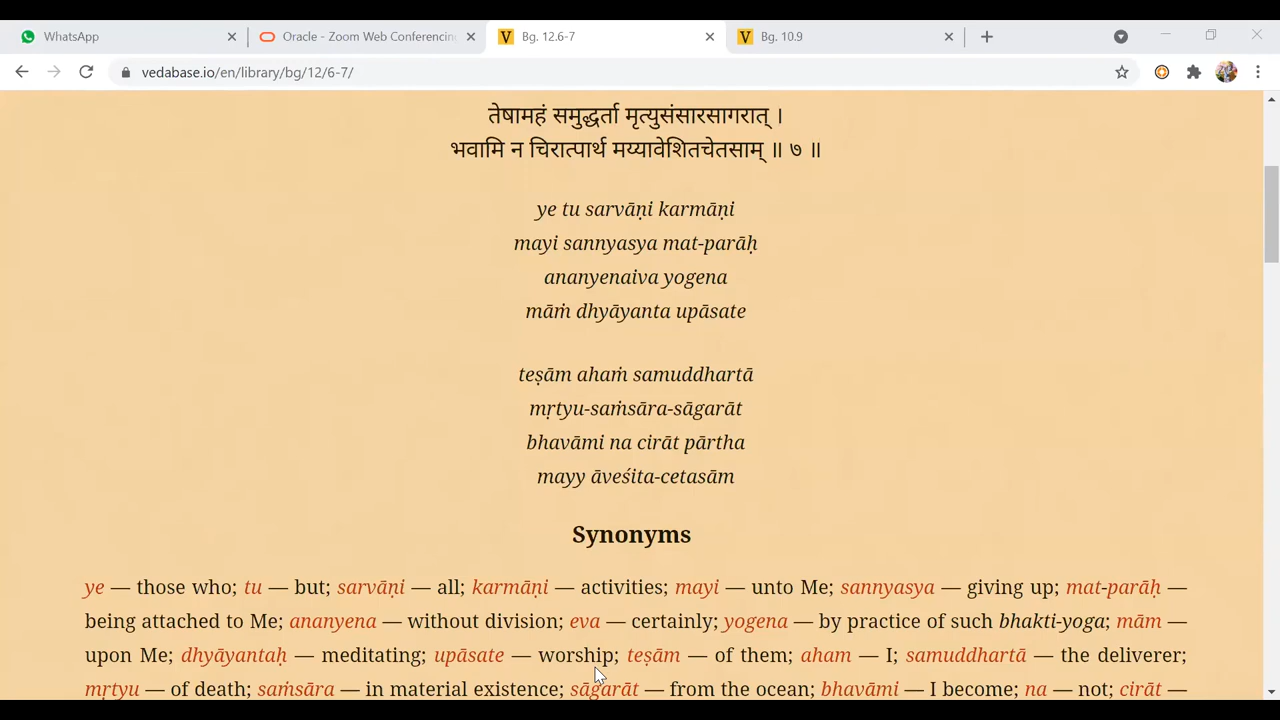 WhatsApp
Oracle - Zoom Web Conferencing
Bg. 12.6-7
Bg. 10.9
vedabase.io/en/library/bg/12/6-7/
तेषामहं समुद्धर्ता मृत्युसंसारसागरात् ।
भवामि न चिरात्पार्थ मय्यावेशितचेतसाम् ॥ ७ ॥
ye tu sarvāṇi karmāṇi
mayi sannyasya mat-parāḥ
ananyenaiva yogena
māṁ dhyāyanta upāsate
teṣām ahaṁ samuddhartā
mṛtyu-saṁsāra-sāgarāt
bhavāmi na cirāt pārtha
mayy āveśita-cetasām
Synonyms
ye — those who; tu — but; sarvāṇi — all; karmāṇi — activities; mayi — unto Me; sannyasya — giving up; mat-parāḥ —
being attached to Me; ananyena — without division; eva — certainly; yogena — by practice of such bhakti-yoga; mām —
upon Me; dhyāyantaḥ — meditating; upāsate — worship; teṣām — of them; aham — I; samuddhartā — the deliverer;
mṛtyu — of death; saṁsāra — in material existence; sāgarāt — from the ocean; bhavāmi — I become; na — not; cirāt —